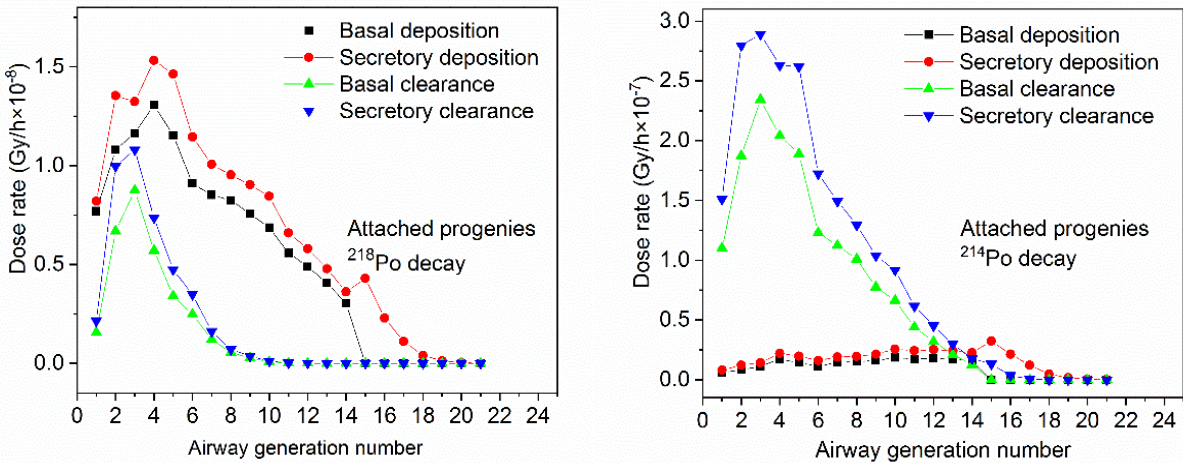 Basal deposition
Secretory deposition
Basal clearance
Secretory clearance
Attached progenies
²¹⁸Po decay
Dose rate (Gy/h×10⁻⁸)
1.5
1.0
0.5
0.0
0 2 4 6 8 10 12 14 16 18 20 22 24
Airway generation number
Basal deposition
Secretory deposition
Basal clearance
Secretory clearance
Attached progenies
²¹⁴Po decay
Dose rate (Gy/h×10⁻⁷)
3.0
2.5
2.0
1.5
1.0
0.5
0.0
0 2 4 6 8 10 12 14 16 18 20 22 24
Airway generation number